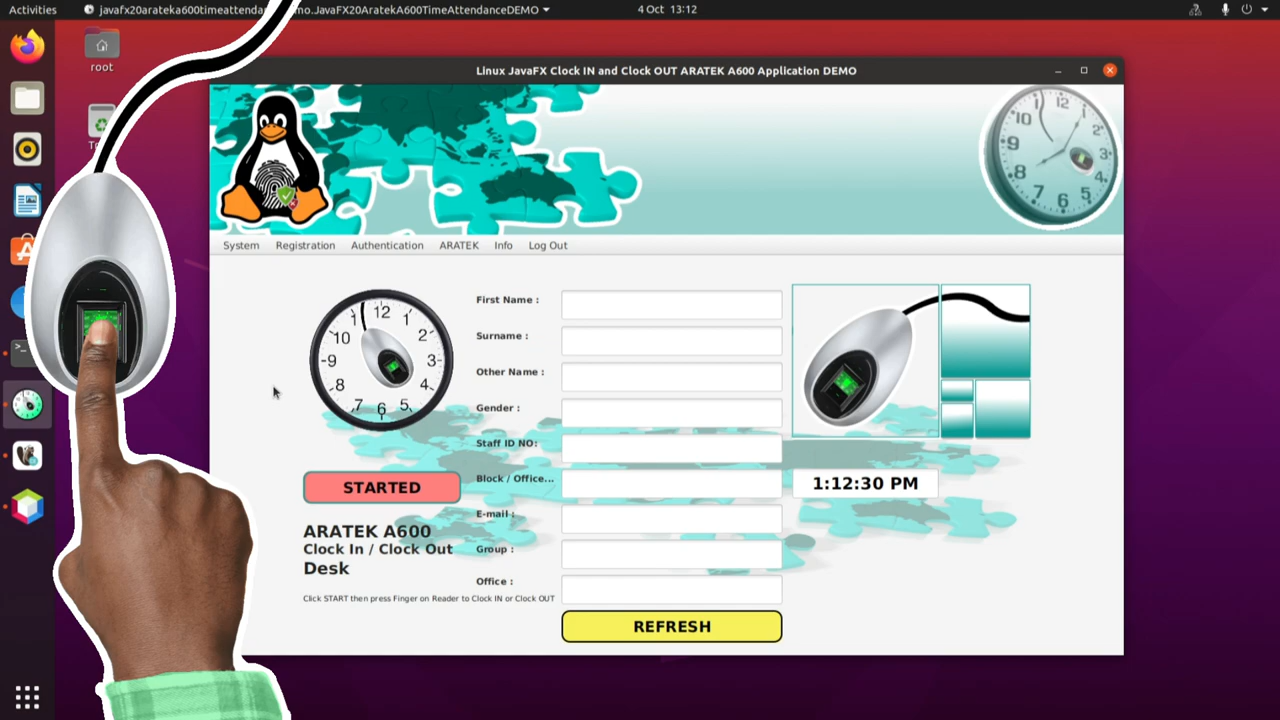 Activities
javafx20arateka600timeattenda
mo.JavaFX20AratekA600TimeAttendanceDEMO
4 Oct 13:12
root
Linux JavaFX Clock IN and Clock OUT ARATEK A600 Application DEMO
System Registration Authentication ARATEK Info Log Out
First Name :
Surname :
Other Name :
Gender :
Staff ID NO:
Block / Office...
E-mail :
Group :
Office :
STARTED
1:12:30 PM
ARATEK A600
Clock In / Clock Out
Desk
Click START then press Finger on Reader to Clock IN or Clock OUT
REFRESH